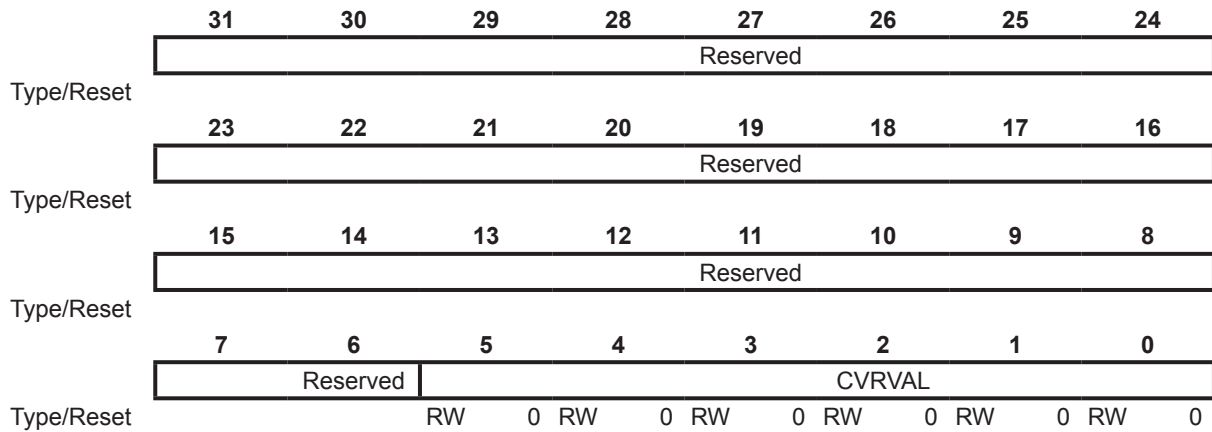 31 30 29 28 27 26 25 24
Reserved
Type/Reset
23 22 21 20 19 18 17 16
Reserved
Type/Reset
15 14 13 12 11 10 9 8
Reserved
Type/Reset
7 6 5 4 3 2 1 0
Reserved CVRVAL
Type/Reset RW 0 RW 0 RW 0 RW 0 RW 0 RW 0